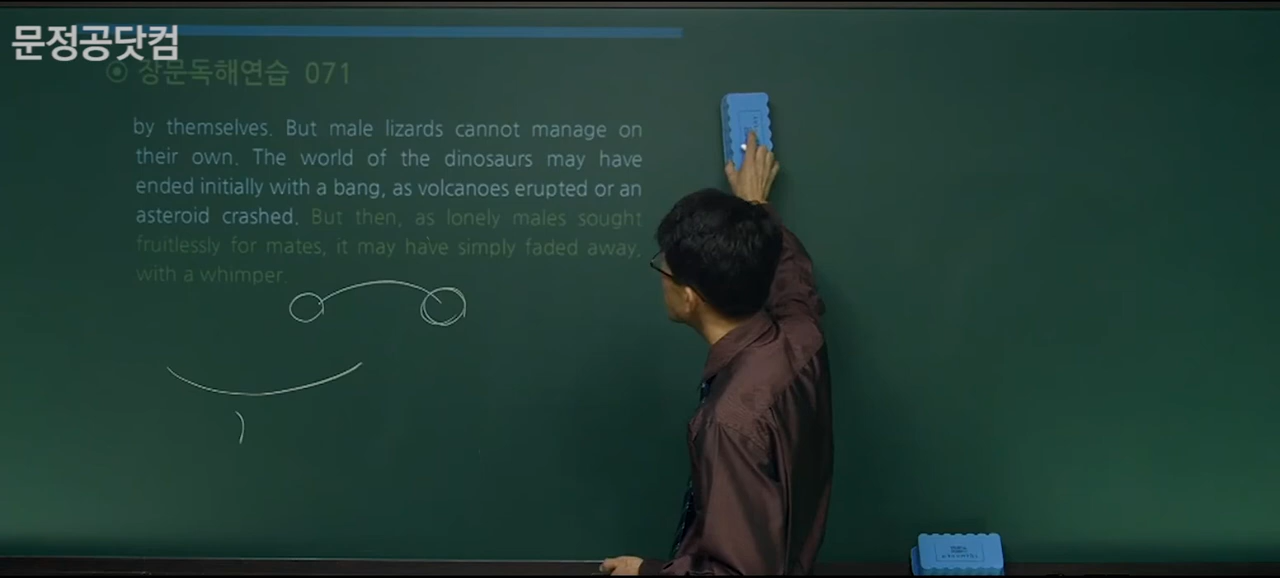 문정공닷컴
장문독해연습 071
by themselves. But male lizards cannot manage on
their own. The world of the dinosaurs may have
ended initially with a bang, as volcanoes erupted or an
asteroid crashed. But then, as lonely males sought
fruitlessly for mates, it may have simply faded away,
with a whimper.